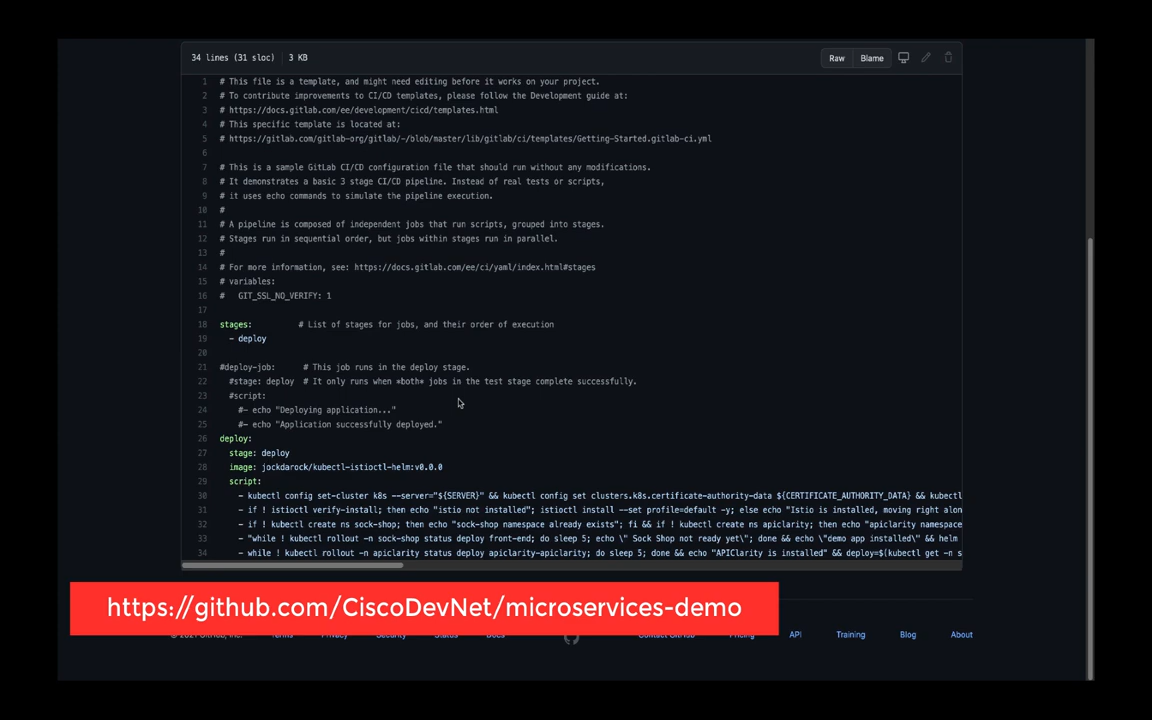 34 lines (31 sloc) | 3 KB
Raw Blame
1 # This file is a template, and might need editing before it works on your project.
2 # To contribute improvements to CI/CD templates, please follow the Development guide at:
3 # https://docs.gitlab.com/ee/development/cicd/templates.html
4 # This specific template is located at:
5 # https://gitlab.com/gitlab-org/gitlab/-/blob/master/lib/gitlab/ci/templates/Getting-Started.gitlab-ci.yml
6
7 # This is a sample GitLab CI/CD configuration file that should run without any modifications.
8 # It demonstrates a basic 3 stage CI/CD pipeline. Instead of real tests or scripts,
9 # it uses echo commands to simulate the pipeline execution.
10 #
11 # A pipeline is composed of independent jobs that run scripts, grouped into stages.
12 # Stages run in sequential order, but jobs within stages run in parallel.
13 #
14 # For more information, see: https://docs.gitlab.com/ee/ci/yaml/index.html#stages
15 # variables:
16 #   GIT_SSL_NO_VERIFY: 1
17
18 stages:          # List of stages for jobs, and their order of execution
19   - deploy
20
21 #deploy-job:      # This job runs in the deploy stage.
22   #stage: deploy  # It only runs when *both* jobs in the test stage complete successfully.
23   #script:
24     #- echo "Deploying application..."
25     #- echo "Application successfully deployed."
26 deploy:
27   stage: deploy
28   image: jockdarock/kubectl-istioctl-helm:v0.0.0
29   script:
30     - kubectl config set-cluster k8s --server="${SERVER}" && kubectl config set clusters.k8s.certificate-authority-data ${CERTIFICATE_AUTHORITY_DATA} && kubectl
31     - if ! istioctl verify-install; then echo "istio not installed"; istioctl install --set profile=default -y; else echo "Istio is installed, moving right alon
32     - if ! kubectl create ns sock-shop; then echo "sock-shop namespace already exists"; fi && if ! kubectl create ns apiclarity; then echo "apiclarity namespace
33     - "while ! kubectl rollout -n sock-shop status deploy front-end; do sleep 5; echo \" Sock Shop not ready yet\"; done && echo \"demo app installed\" && helm
34     - while ! kubectl rollout -n apiclarity status deploy apiclarity-apiclarity; do sleep 5; done && echo "APIClarity is installed" && deploy=$(kubectl get -n s
https://github.com/CiscoDevNet/microservices-demo
API Training Blog About